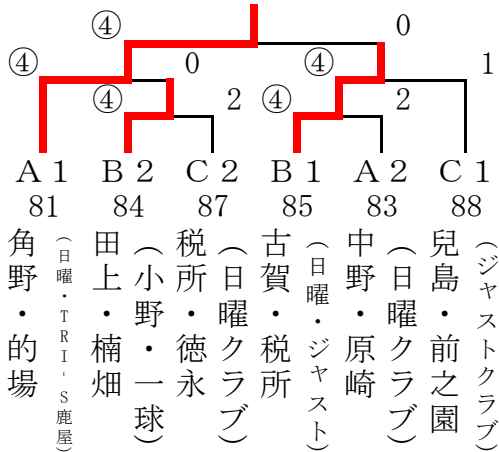 ④ 0
④ 0 ④ 1
④ 2 ④ 2
A1 B2 C2 B1 A2 C1
81 84 87 85 83 88
角野・的場
(日曜・TRI-S鹿屋)
田上・楠畑
(小野・一球)
税所・徳永
(日曜クラブ)
古賀・税所
(日曜・ジャスト)
中野・原崎
(日曜クラブ)
兒島・前之園
(ジャストクラブ)